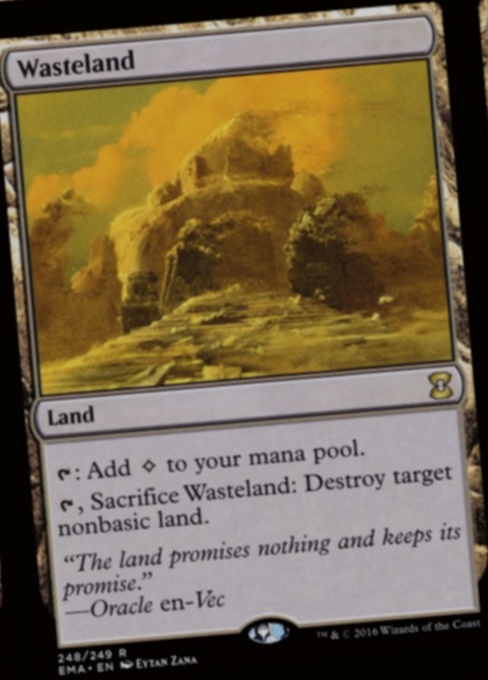 Wasteland
Land
: Add to your mana pool.
, Sacrifice Wasteland: Destroy target
nonbasic land.
“The land promises nothing and keeps its
promise.”
—Oracle en-Vec
248/249 R
EMA • EN Eytan Zana
™ & © 2016 Wizards of the Coast